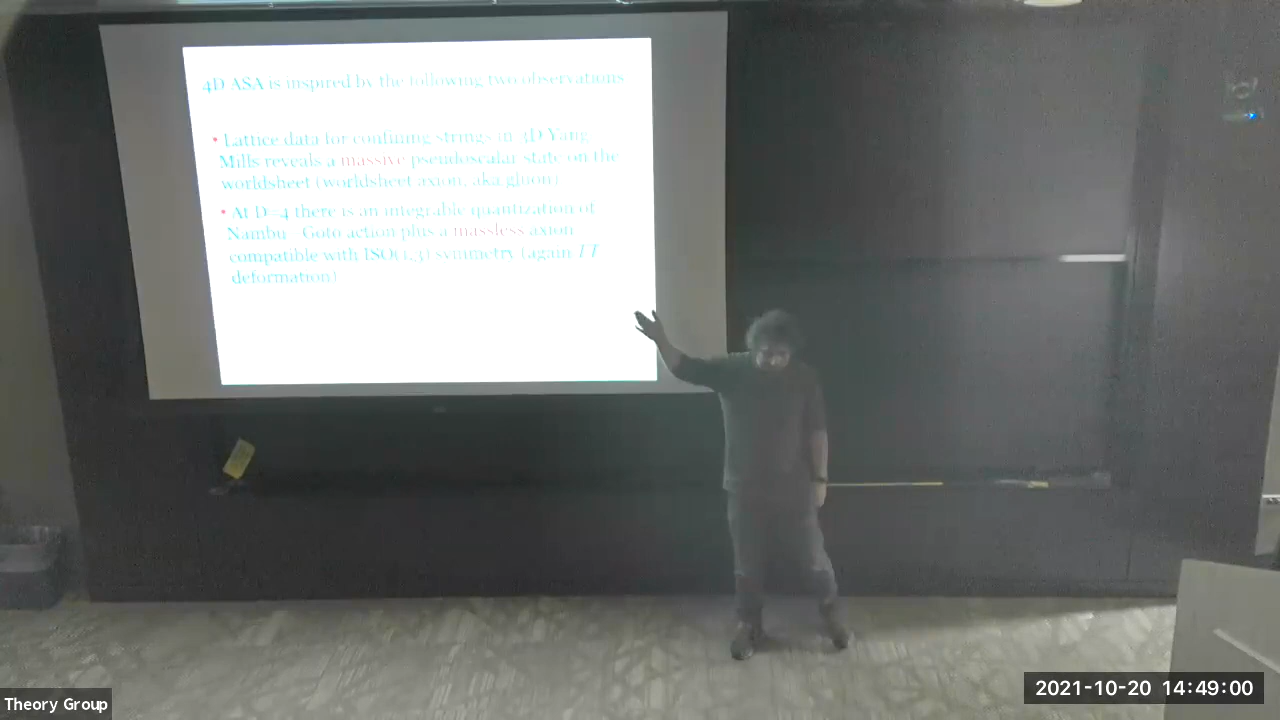 4D ASA is inspired by the following two observations
• Lattice data for confining strings in 3D Yang
Mills reveals a massive pseudoscalar state on the
worldsheet (worldsheet axion, aka gluon)
• At D=4 there is an integrable quantization of
Nambu - Goto action plus a massless axion
compatible with ISO(1,3) symmetry (again
deformation)
Theory Group
2021-10-20 14:49:00